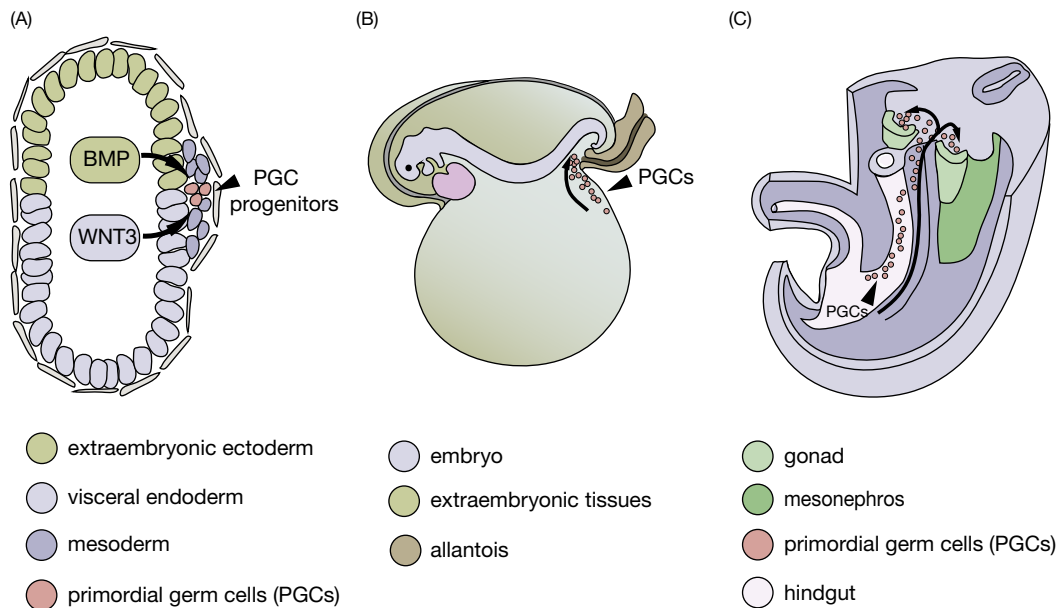 (A)
BMP
WNT3
PGC
progenitors
extraembryonic ectoderm
visceral endoderm
mesoderm
primordial germ cells (PGCs)
(B)
PGCs
embryo
extraembryonic tissues
allantois
(C)
PGCs
gonad
mesonephros
primordial germ cells (PGCs)
hindgut